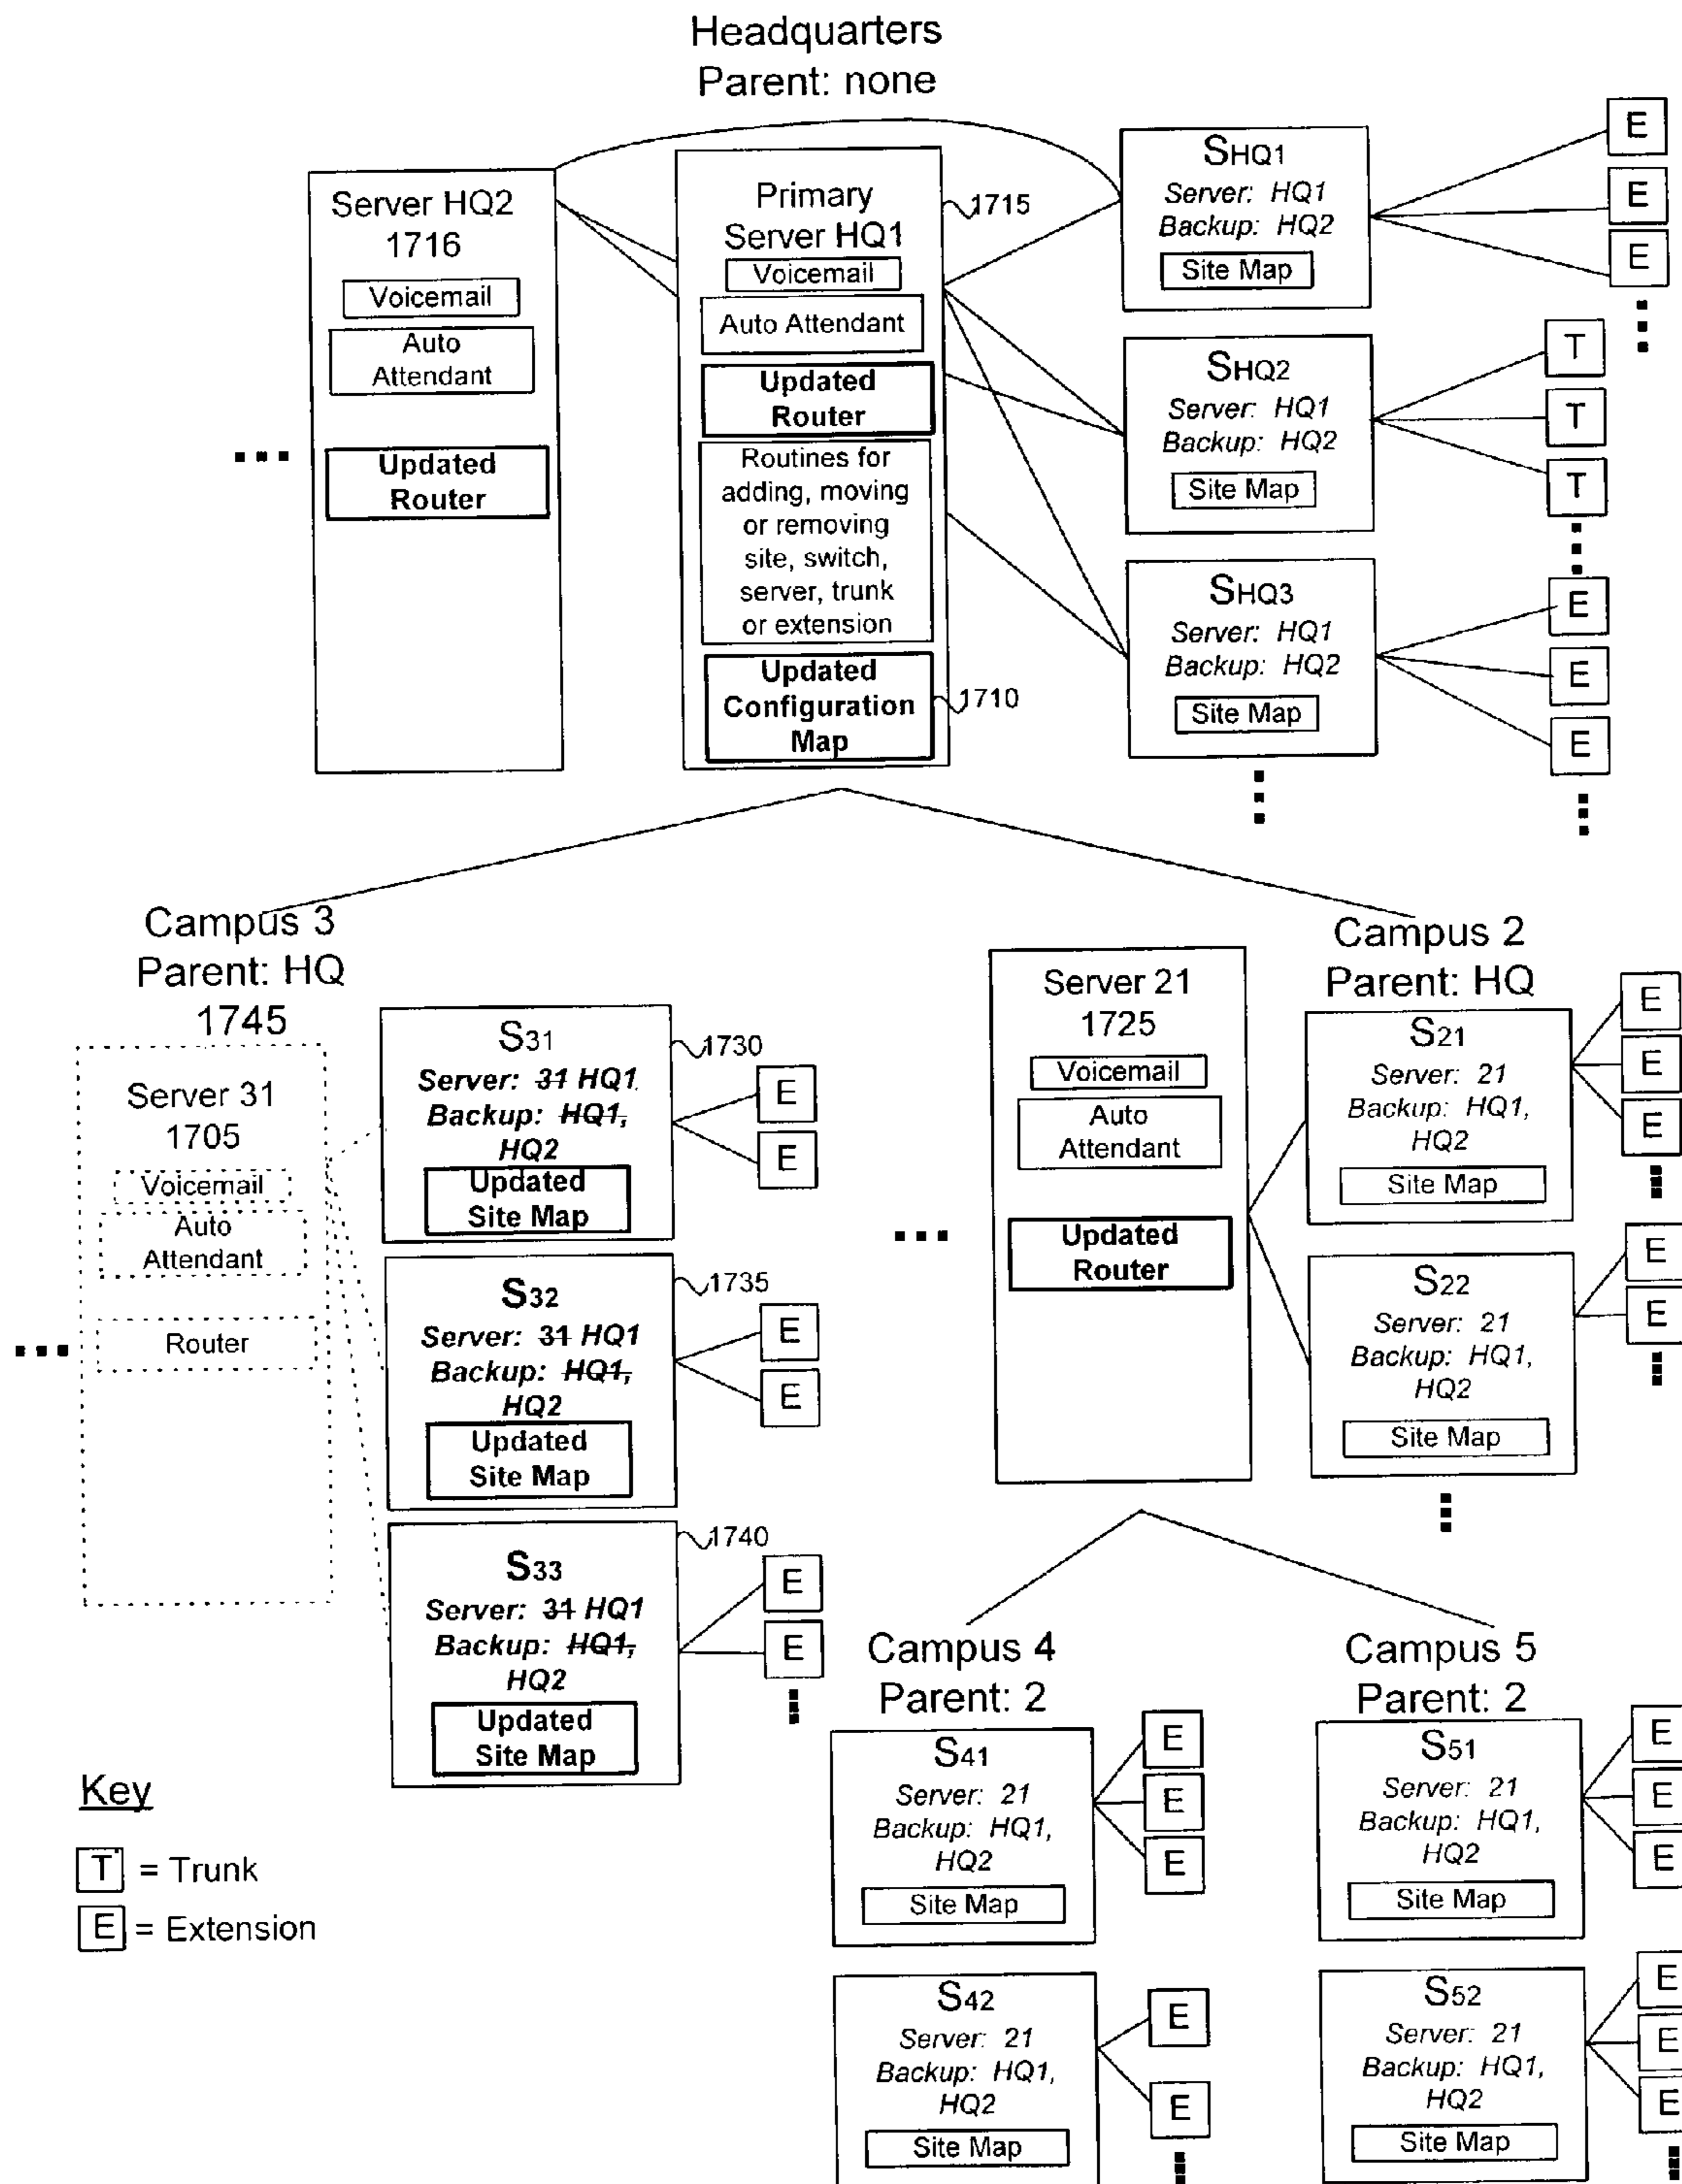 Headquarters
Parent: none
Server HQ2
1716
Voicemail
Auto
Attendant
Updated
Router
Primary
Server HQ1
1715
Voicemail
Auto Attendant
Updated
Router
Routines for
adding, moving
or removing
site, switch,
server, trunk
or extension
Updated
Configuration
Map
1710
SHQ1
Server: HQ1
Backup: HQ2
Site Map
E
E
E
SHQ2
Server: HQ1
Backup: HQ2
Site Map
T
T
T
SHQ3
Server: HQ1
Backup: HQ2
Site Map
E
E
E
Campus 3
Parent: HQ
1745
Server 31
1705
Voicemail
Auto
Attendant
Router
S31
1730
Server: 31 HQ1
Backup: HQ1,
HQ2
Updated
Site Map
E
E
S32
1735
Server: 31 HQ1
Backup: HQ1,
HQ2
Updated
Site Map
E
E
S33
1740
Server: 31 HQ1
Backup: HQ1,
HQ2
Updated
Site Map
E
E
Campus 2
Parent: HQ
Server 21
1725
Voicemail
Auto
Attendant
Updated
Router
S21
Server: 21
Backup: HQ1,
HQ2
Site Map
E
E
E
S22
Server: 21
Backup: HQ1,
HQ2
Site Map
E
E
Campus 4
Parent: 2
S41
Server: 21
Backup: HQ1,
HQ2
Site Map
E
E
E
S42
Server: 21
Backup: HQ1,
HQ2
Site Map
E
E
Campus 5
Parent: 2
S51
Server: 21
Backup: HQ1,
HQ2
Site Map
E
E
E
S52
Server: 21
Backup: HQ1,
HQ2
Site Map
E
E
E
Key
T = Trunk
E = Extension